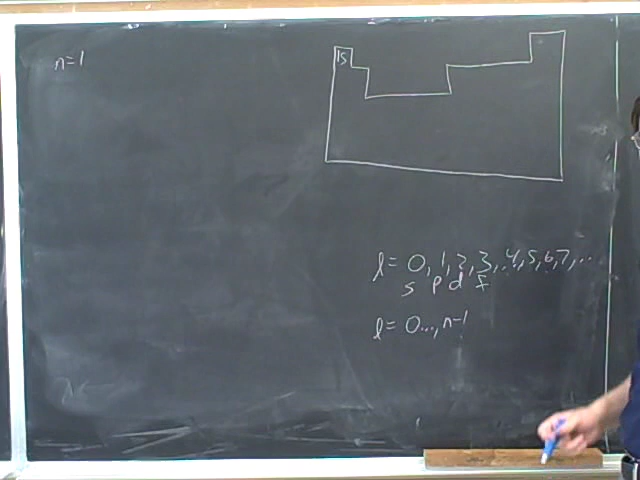 n=1
1s
l= 0, 1, 2, 3, 4, 5, 6, 7, ...
s p d f
l= 0..., n-1